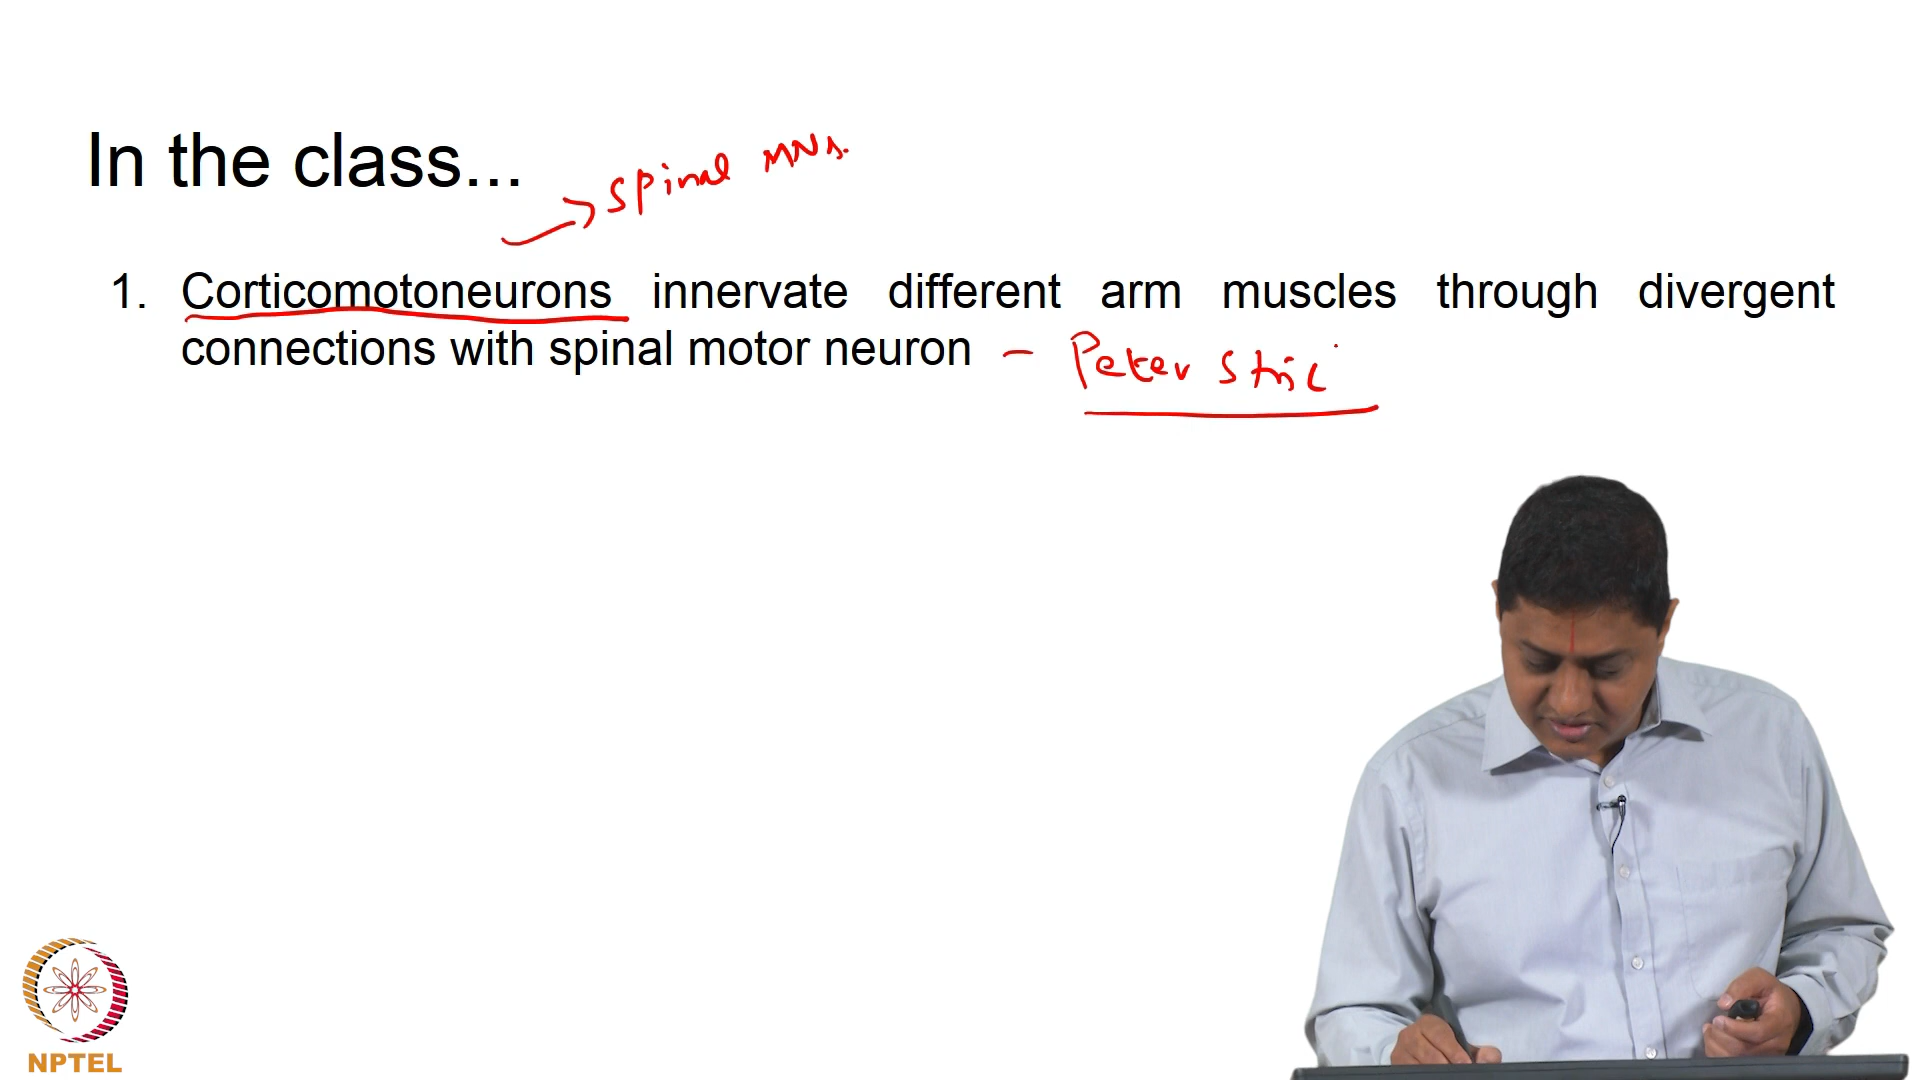 In the class...
Spinal MNs.
1. Corticomotoneurons innervate different arm muscles through divergent
connections with spinal motor neuron - Peter Stric
NPTEL